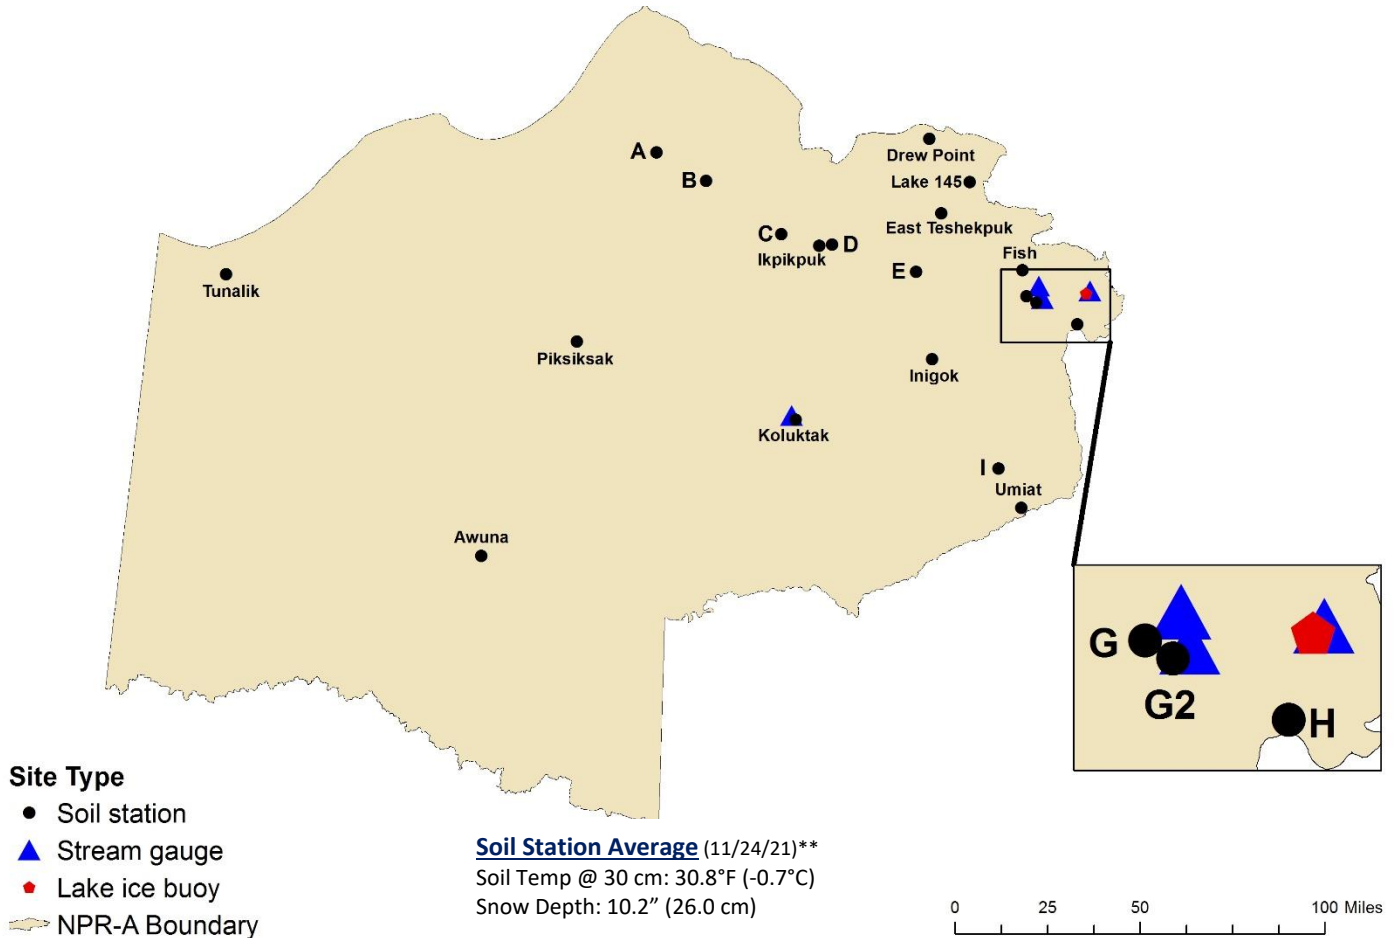 A
B
Drew Point
Lake 145
East Teshekpuk
C
D
Ikpikpuk
Fish
E
Tunalik
Piksiksak
Inigok
Koluktak
I
Umiat
Awuna
G
G2
H
Site Type
Soil station
Stream gauge
Lake ice buoy
NPR-A Boundary
Soil Station Average (11/24/21)**
Soil Temp @ 30 cm: 30.8°F (-0.7°C)
Snow Depth: 10.2” (26.0 cm)
0 25 50 100 Miles